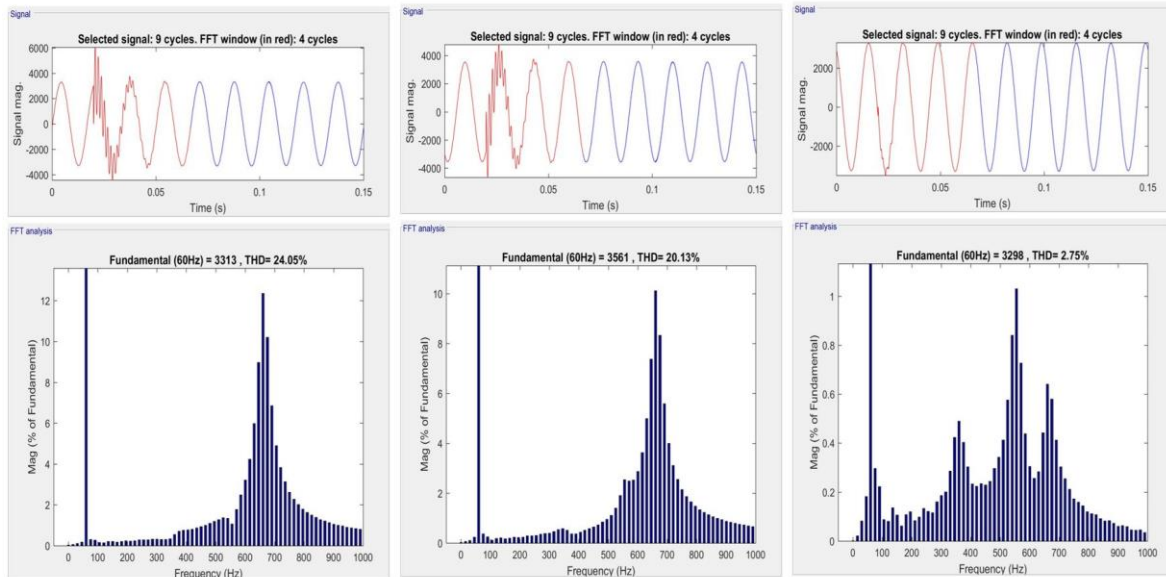 Signal
Selected signal: 9 cycles. FFT window (in red): 4 cycles
6000
4000
2000
0
-2000
-4000
Signal mag.
0
0.05
0.1
0.15
Time (s)
FFT analysis
Fundamental (60Hz) = 3313 , THD= 24.05%
12
10
8
6
4
2
0
Mag (% of Fundamental)
0 100 200 300 400 500 600 700 800 900 1000
Frequency (Hz)
Signal
Selected signal: 9 cycles. FFT window (in red): 4 cycles
4000
2000
0
-2000
-4000
Signal mag.
0
0.05
0.1
0.15
Time (s)
FFT analysis
Fundamental (60Hz) = 3561 , THD= 20.13%
10
8
6
4
2
0
Mag (% of Fundamental)
0 100 200 300 400 500 600 700 800 900 1000
Frequency (Hz)
Signal
Selected signal: 9 cycles. FFT window (in red): 4 cycles
2000
0
-2000
Signal mag.
0
0.05
0.1
0.15
Time (s)
FFT analysis
Fundamental (60Hz) = 3298 , THD= 2.75%
1
0.8
0.6
0.4
0.2
0
Mag (% of Fundamental)
0 100 200 300 400 500 600 700 800 900 1000
Frequency (Hz)